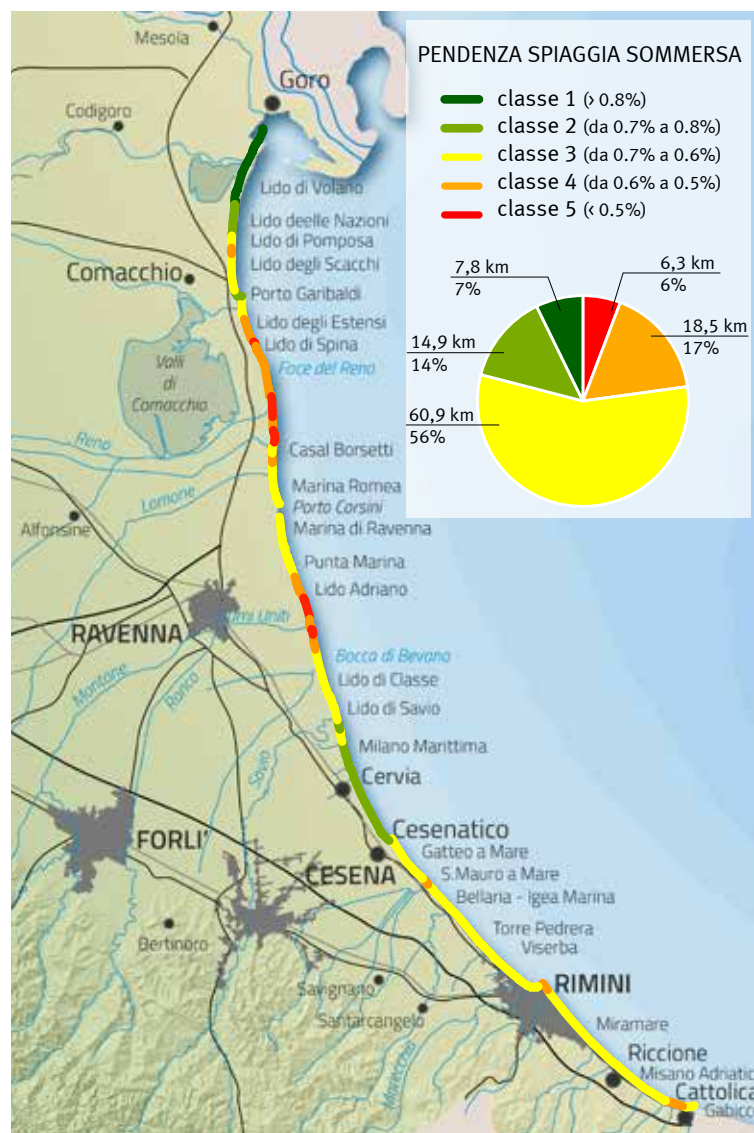 Mesola
Goro
Codigoro
PENDENZA SPIAGGIA SOMMERSA
classe 1 (> 0.8%)
classe 2 (da 0.7% a 0.8%)
classe 3 (da 0.7% a 0.6%)
classe 4 (da 0.6% a 0.5%)
classe 5 (< 0.5%)
7,8 km
7%
6,3 km
6%
14,9 km
14%
18,5 km
17%
60,9 km
56%
Lido di Volano
Lido deelle Nazioni
Lido di Pomposa
Lido degli Scacchi
Comacchio
Porto Garibaldi
Lido degli Estensi
Lido di Spina
Foce del Reno
Valli
di
Comacchio
Reno
Casal Borsetti
Lamone
Marina Romea
Porto Corsini
Marina di Ravenna
Alfonsine
Punta Marina
Lido Adriano
RAVENNA
Uniti
Bocca di Bevano
Montone
Ronco
Lido di Classe
Lido di Savio
Savio
Milano Marittima
Cervia
FORLI'
Cesenatico
Gatteo a Mare
CESENA
S.Mauro a Mare
Bellaria - Igea Marina
Bertinoro
Torre Pedrera
Viserba
Savignano
RIMINI
Santarcangelo
Miramare
Marecchia
Riccione
Misano Adriatic
Cattolica
Gabicc